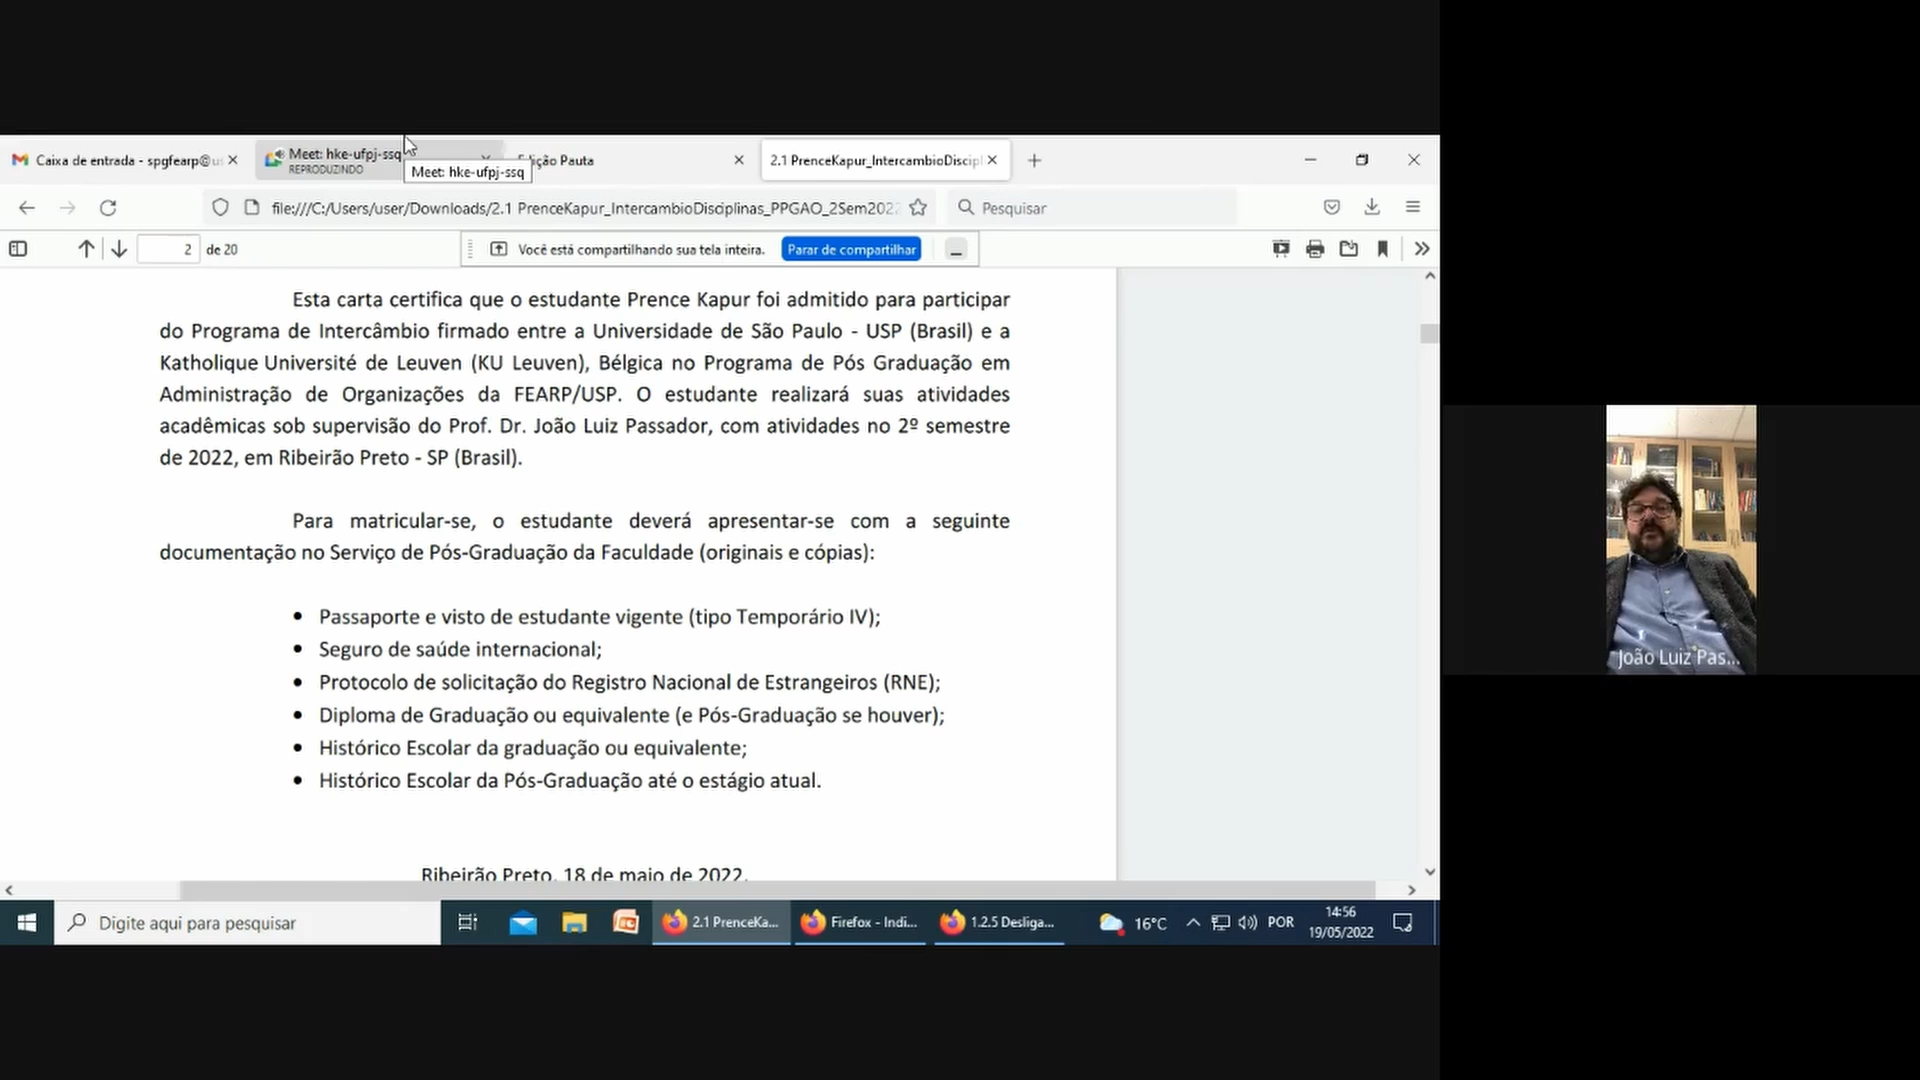 Caixa de entrada - spgfearp@u
Meet: hke-ufpj-ssq
REPRODUZINDO
Meet: hke-ufpj-ssq
ição Pauta
2.1 PrenceKapur_IntercambioDiscipl
file:///C:/Users/user/Downloads/2.1 PrenceKapur_IntercambioDisciplinas_PPGAO_2Sem2022
Pesquisar
2 de 20
Você está compartilhando sua tela inteira.
Parar de compartilhar
Esta carta certifica que o estudante Prence Kapur foi admitido para participar
do Programa de Intercâmbio firmado entre a Universidade de São Paulo - USP (Brasil) e a
Katholique Université de Leuven (KU Leuven), Bélgica no Programa de Pós Graduação em
Administração de Organizações da FEARP/USP. O estudante realizará suas atividades
acadêmicas sob supervisão do Prof. Dr. João Luiz Passador, com atividades no 2º semestre
de 2022, em Ribeirão Preto - SP (Brasil).
Para matricular-se, o estudante deverá apresentar-se com a seguinte
documentação no Serviço de Pós-Graduação da Faculdade (originais e cópias):
• Passaporte e visto de estudante vigente (tipo Temporário IV);
• Seguro de saúde internacional;
• Protocolo de solicitação do Registro Nacional de Estrangeiros (RNE);
• Diploma de Graduação ou equivalente (e Pós-Graduação se houver);
• Histórico Escolar da graduação ou equivalente;
• Histórico Escolar da Pós-Graduação até o estágio atual.
Ribeirão Preto, 18 de maio de 2022.
João Luiz Pas...
Digite aqui para pesquisar
2.1 PrenceKa...
Firefox - Indi...
1.2.5 Desliga...
16°C
POR
14:56
19/05/2022